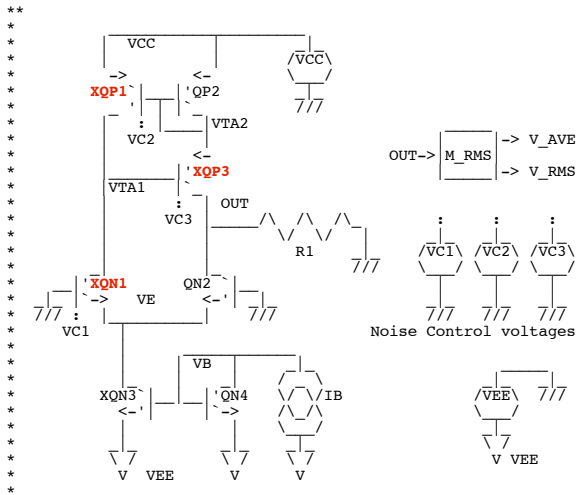 VCC
/VCC\
XQP1 'QP2
VC2 VTA2
OUT-> M_RMS -> V_AVE
-> V_RMS
'XQP3
VTA1
VC3 OUT
R1
/VC1\ /VC2\ /VC3\
'XQN1 VE QN2
VC1
Noise Control voltages
VB
XQN3 'QN4 IB
/VEE\
V VEE V V
V VEE